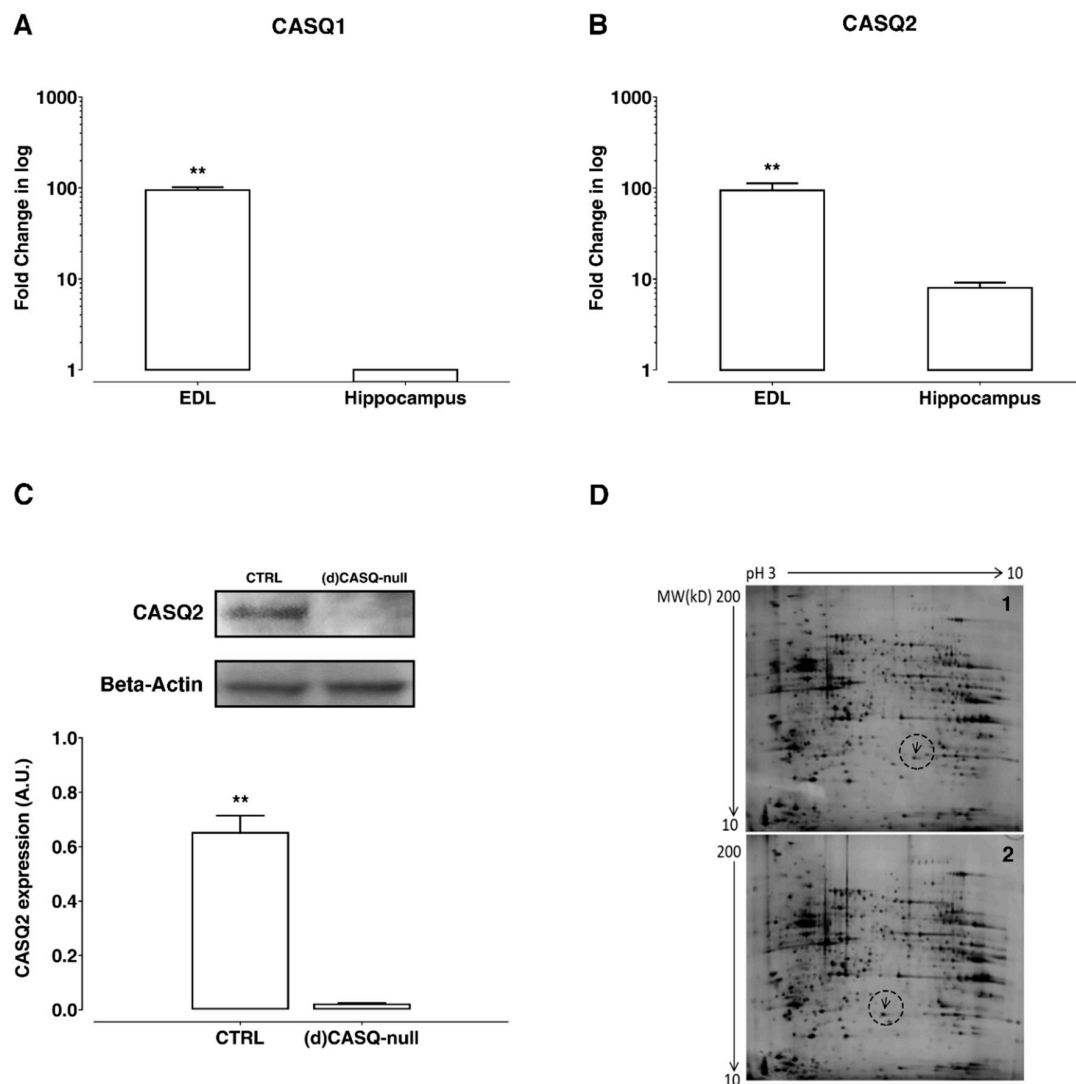 A
CASQ1
Fold Change in log
1000
100
10
1
**
EDL
Hippocampus
B
CASQ2
Fold Change in log
1000
100
10
1
**
EDL
Hippocampus
C
CTRL
(d)CASQ-null
CASQ2
Beta-Actin
CASQ2 expression (A.U.)
1.0
0.8
0.6
0.4
0.2
0.0
**
CTRL
(d)CASQ-null
D
pH 3
10
MW(kD) 200
1
10
200
2
10